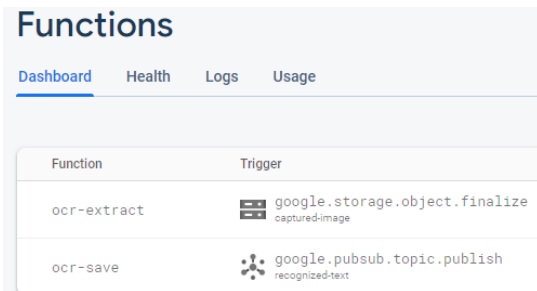 Functions
Dashboard Health Logs Usage
Function Trigger
ocr-extract google.storage.object.finalize
captured-image
ocr-save google.pubsub.topic.publish
recognized-text